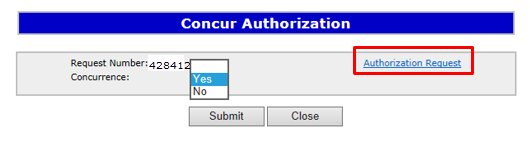 Concur Authorization
Request Number: 428412 Authorization Request
Concurrence:
Yes
No
Submit Close